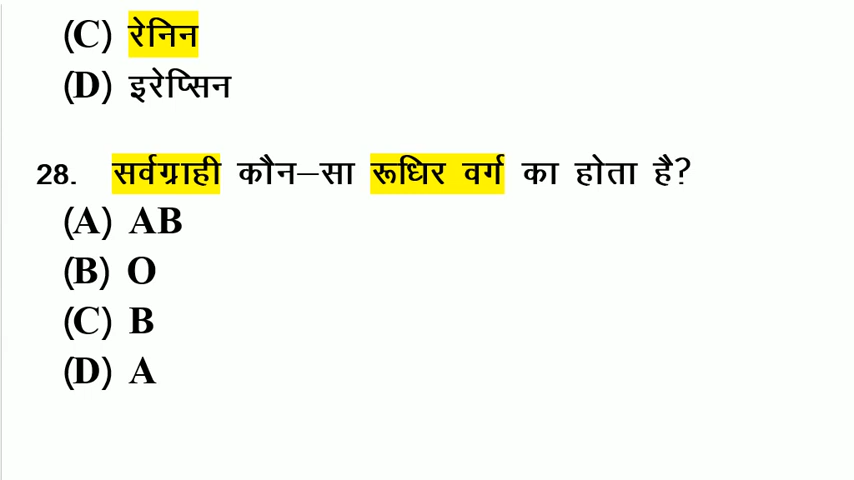 (C) रेनिन
(D) इरेप्सिन
28. सर्वग्राही कौन–सा रूधिर वर्ग का होता है?
(A) AB
(B) O
(C) B
(D) A